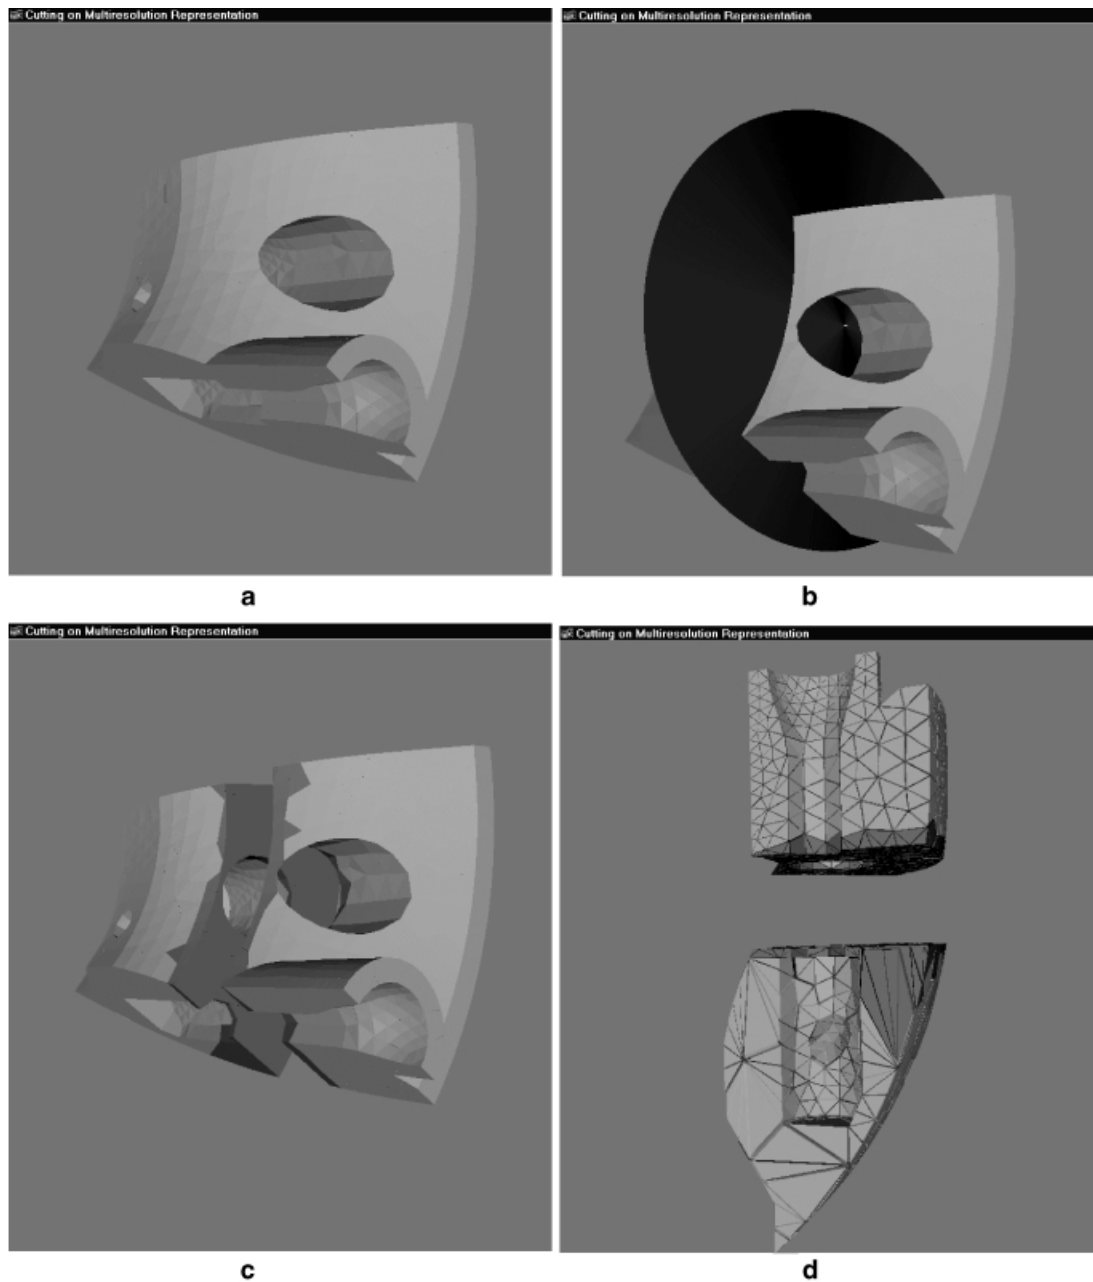 Cutting on Multiresolution Representation
Cutting on Multiresolution Representation
a
b
Cutting on Multiresolution Representation
Cutting on Multiresolution Representation
c
d